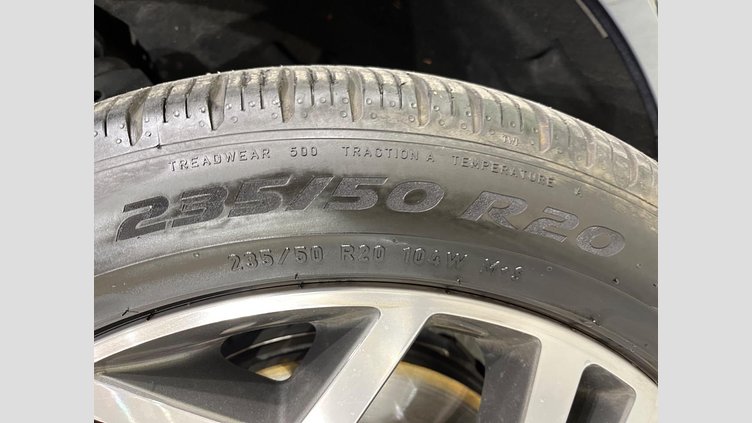 TREADWEAR 500 TRACTION A TEMPERATURE
235/50 R20
235/50 R20 104W M+S